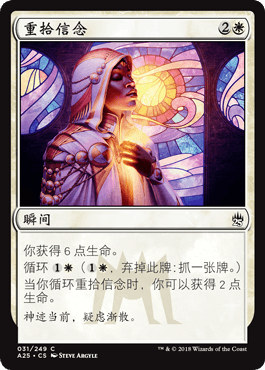 重拾信念 2
瞬间
你获得6点生命。
循环 1(1,弃掉此牌:抓一张牌。)
当你循环重拾信念时,你可以获得2点
生命。
神迹当前,疑虑渐散。
031/249 C
A25 • CS Steve Argyle
™ & © 2018 Wizards of the Coast